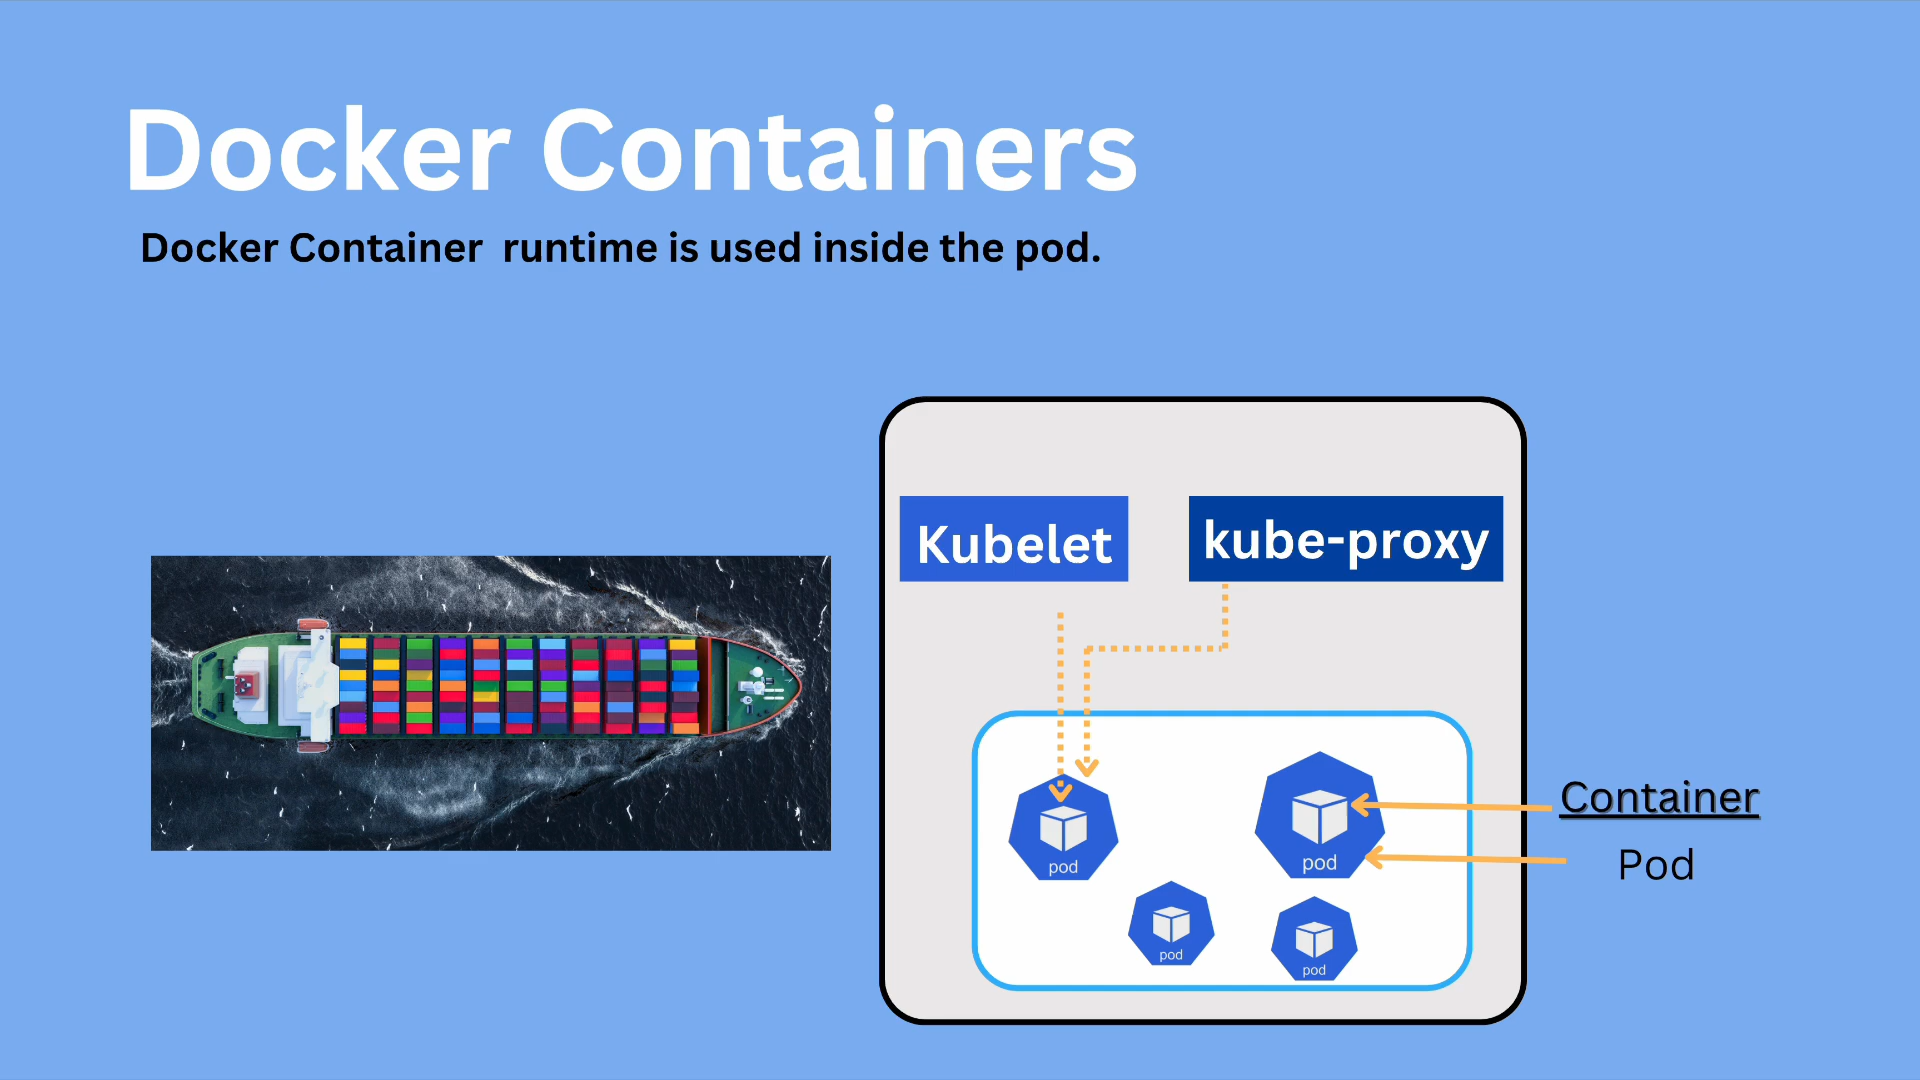 Docker Containers
Docker Container  runtime is used inside the pod.
Kubelet
kube-proxy
Container
Pod
pod
pod
pod
pod